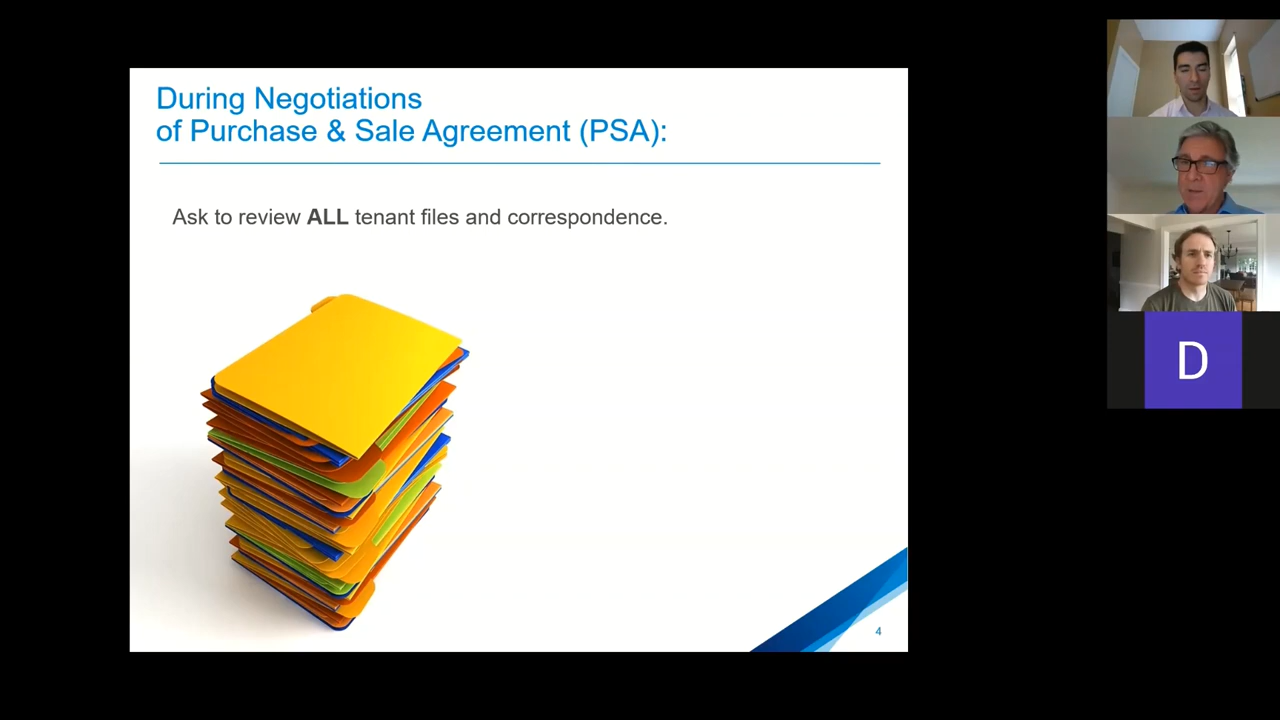 During Negotiations
of Purchase & Sale Agreement (PSA):
Ask to review ALL tenant files and correspondence.
4
D